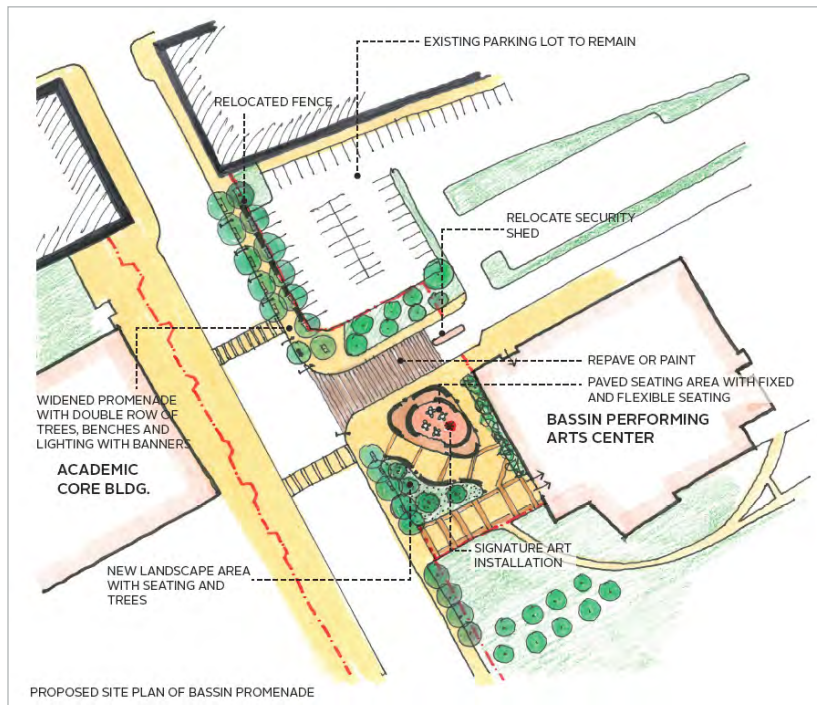 EXISTING PARKING LOT TO REMAIN
RELOCATED FENCE
RELOCATE SECURITY
SHED
REPAVE OR PAINT
PAVED SEATING AREA WITH FIXED
AND FLEXIBLE SEATING
BASSIN PERFORMING
ARTS CENTER
WIDENED PROMENADE
WITH DOUBLE ROW OF
TREES, BENCHES AND
LIGHTING WITH BANNERS
ACADEMIC
CORE BLDG.
SIGNATURE ART
INSTALLATION
NEW LANDSCAPE AREA
WITH SEATING AND
TREES
PROPOSED SITE PLAN OF BASSIN PROMENADE